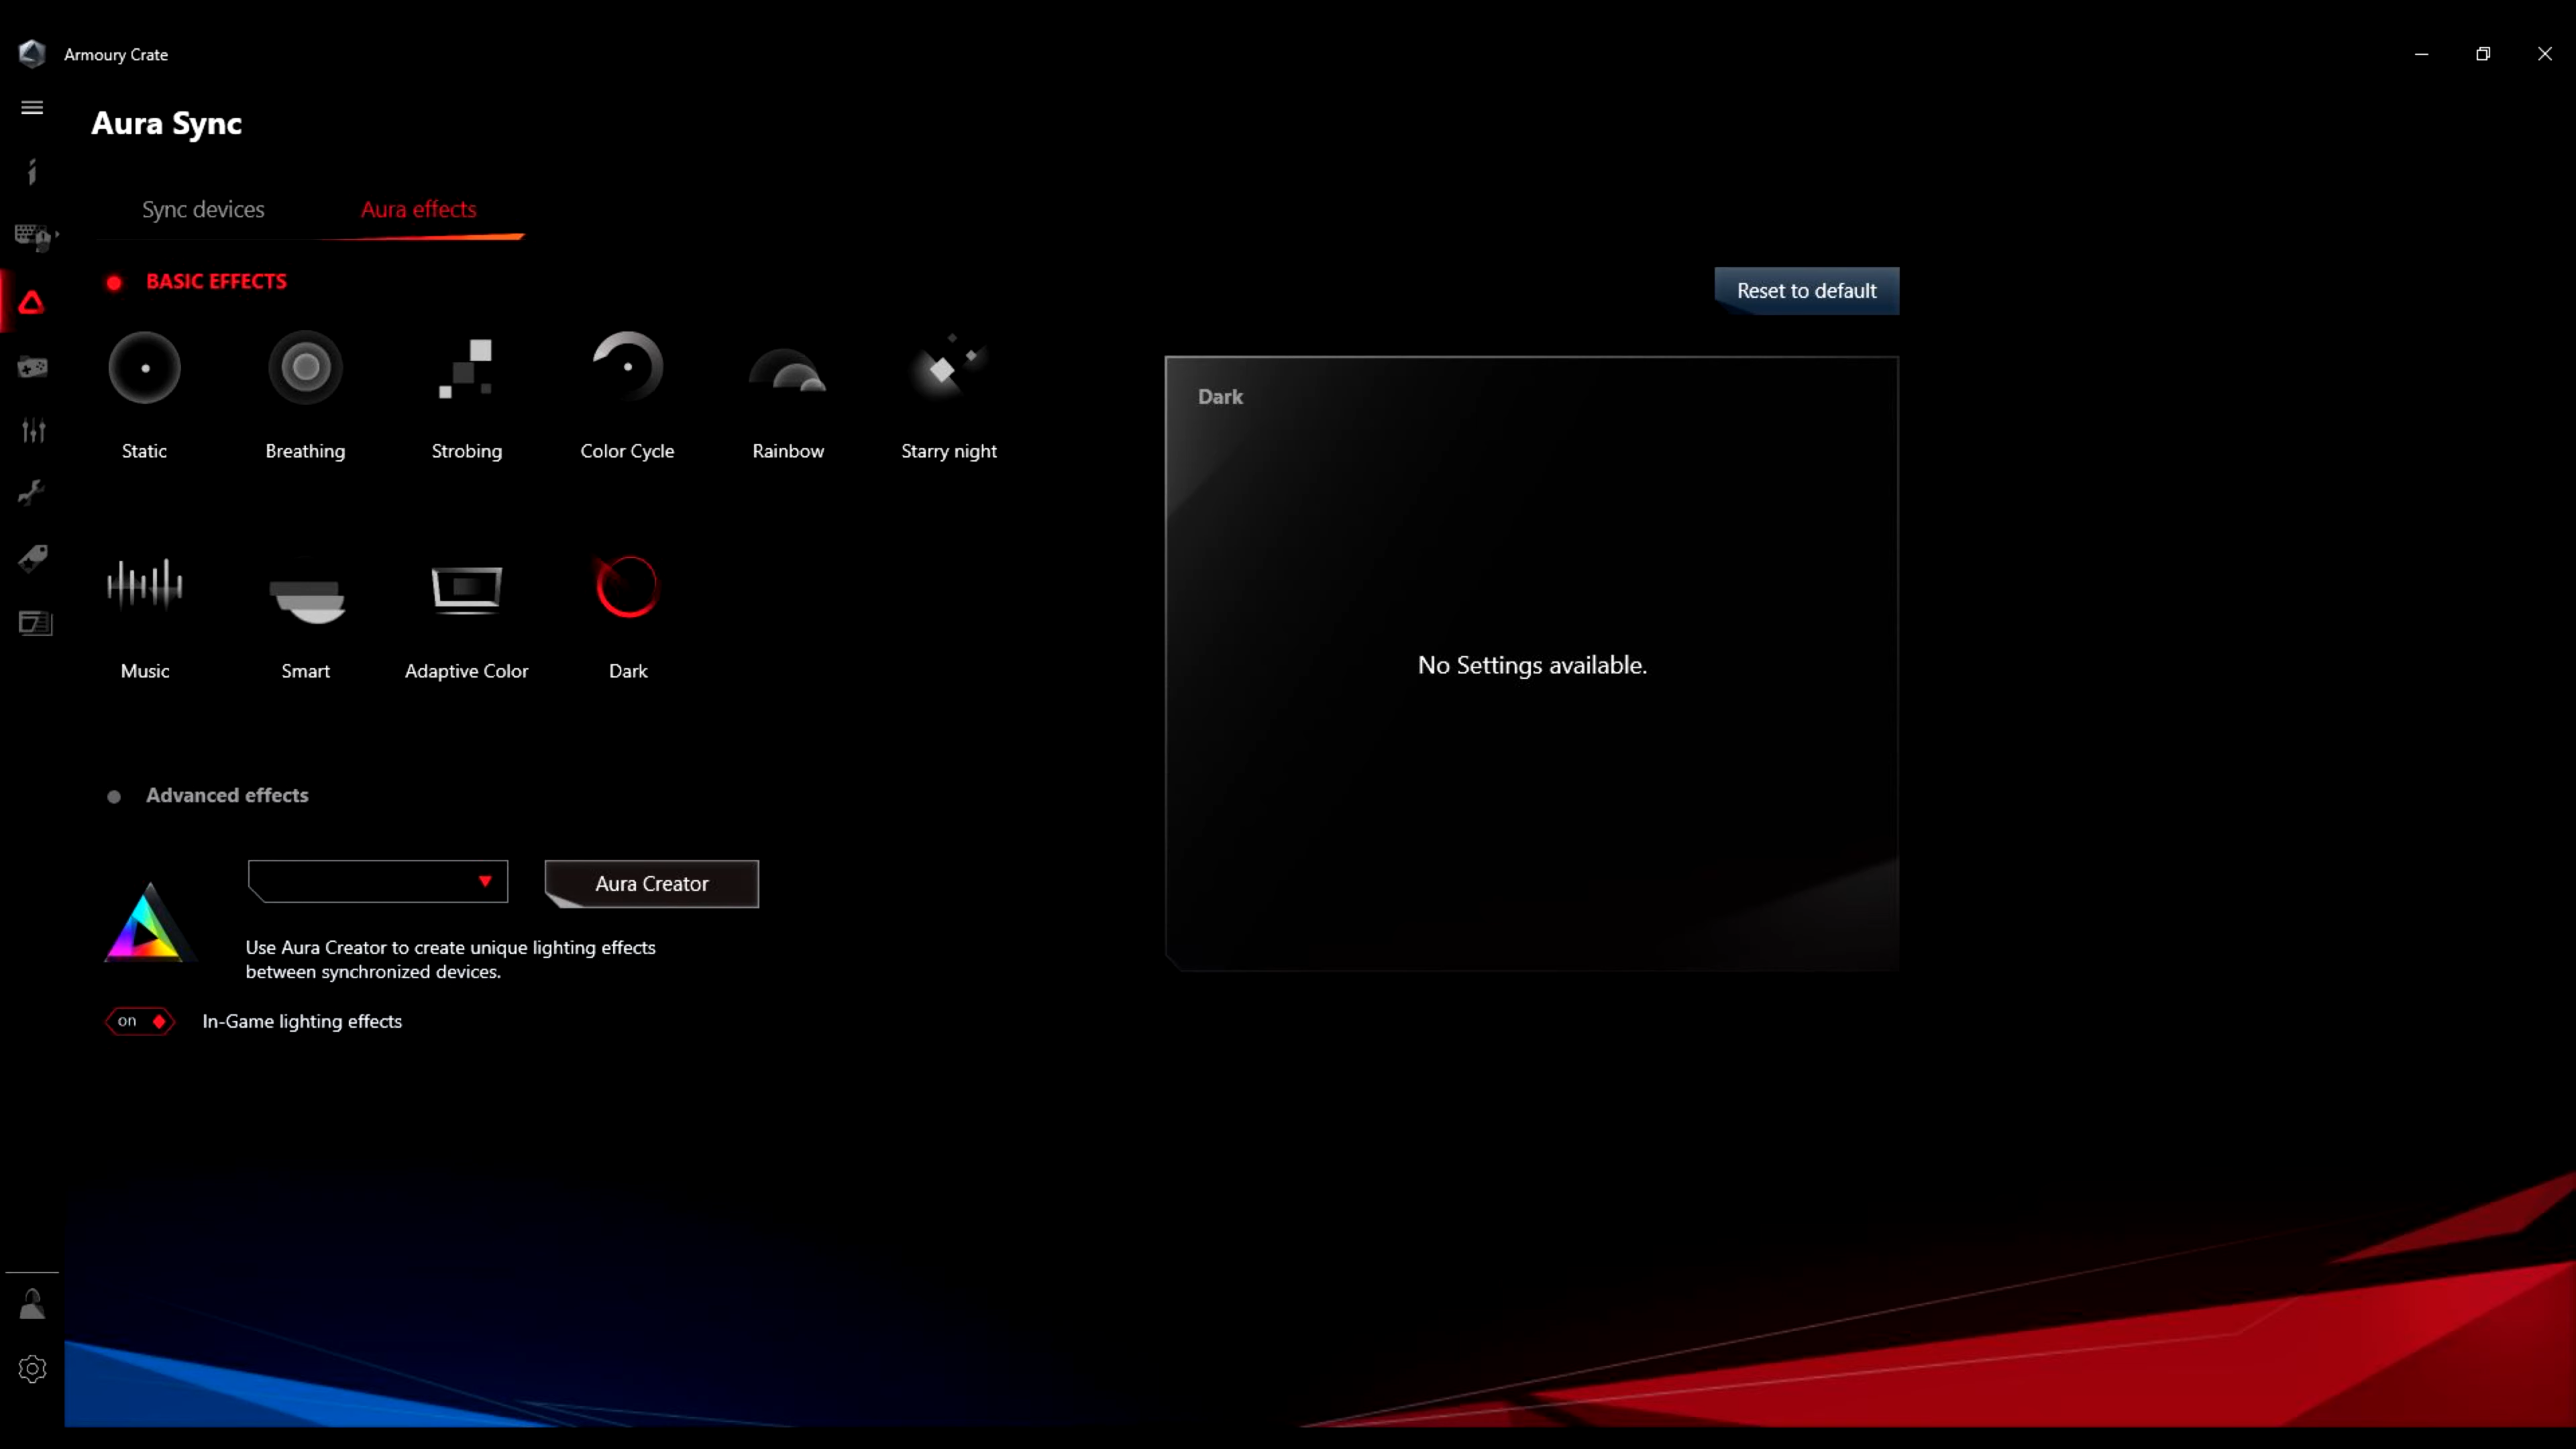 Armoury Crate
Aura Sync
Sync devices
Aura effects
BASIC EFFECTS
Reset to default
Static
Breathing
Strobing
Color Cycle
Rainbow
Starry night
Music
Smart
Adaptive Color
Dark
Dark
No Settings available.
Advanced effects
Aura Creator
Use Aura Creator to create unique lighting effects
between synchronized devices.
on
In-Game lighting effects